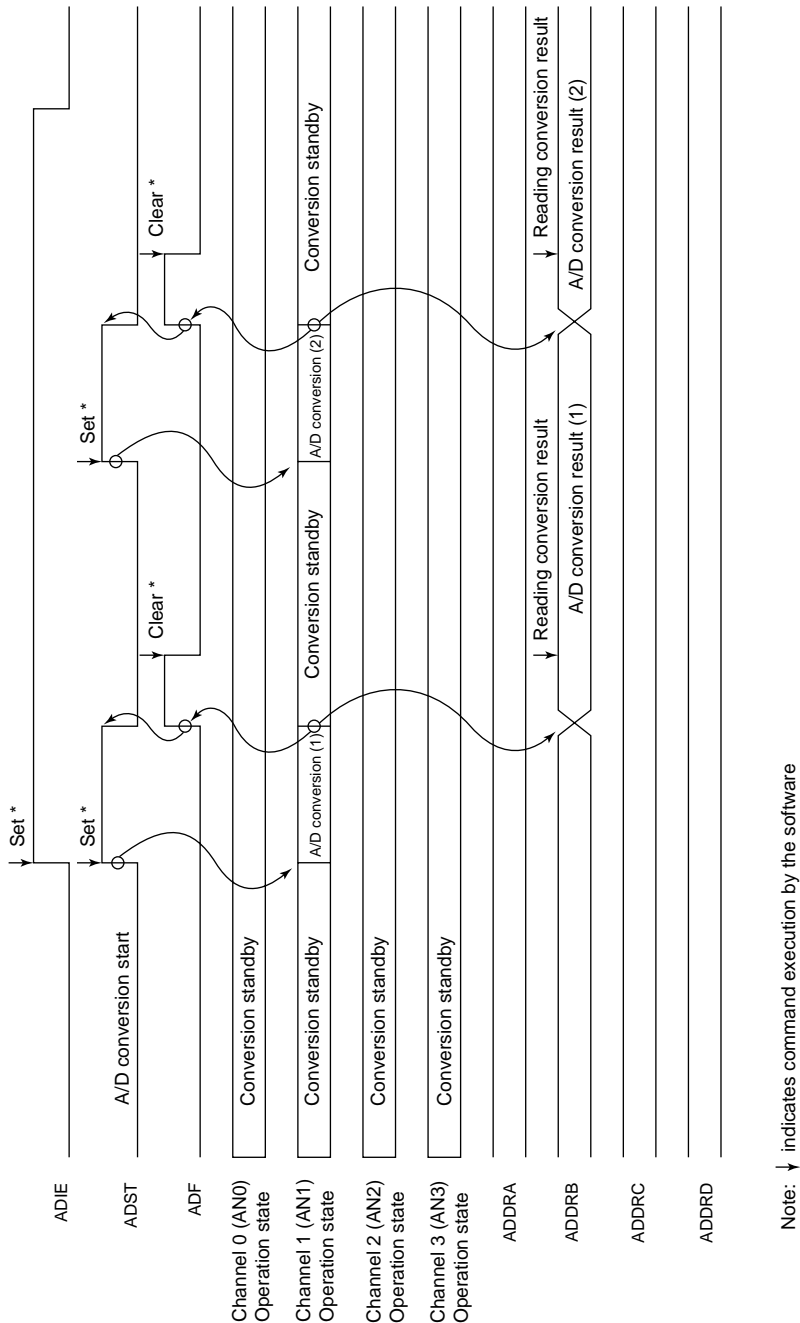 Set *
ADIE
Set *
Set *
A/D conversion start
ADST
Clear *
Clear *
ADF
Channel 0 (AN0)
Operation state
Conversion standby
Channel 1 (AN1)
Operation state
Conversion standby
A/D conversion (1)
Conversion standby
A/D conversion (2)
Conversion standby
Channel 2 (AN2)
Operation state
Conversion standby
Channel 3 (AN3)
Operation state
Conversion standby
ADDRA
Reading conversion result
Reading conversion result
ADDRB
A/D conversion result (1)
A/D conversion result (2)
ADDRC
ADDRD
Note: ↓ indicates command execution by the software